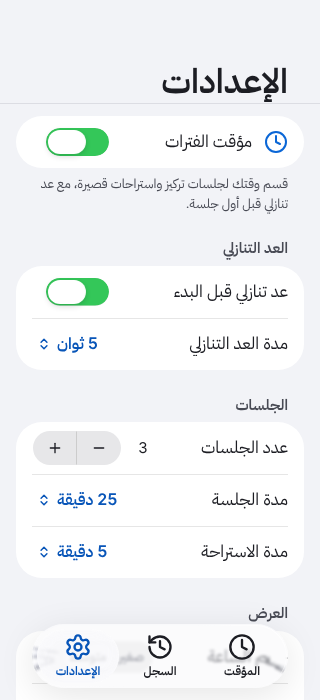 الإعدادات
مؤقت الفترات
قسم وقتك لجلسات تركيز واستراحات قصيرة، مع عد
تنازلي قبل أول جلسة.
العد التنازلي
عد تنازلي قبل البدء
مدة العد التنازلي 5 ثوان
الجلسات
عدد الجلسات 3 − +
مدة الجلسة 25 دقيقة
مدة الاستراحة 5 دقيقة
العرض
المؤقت السجل الإعدادات